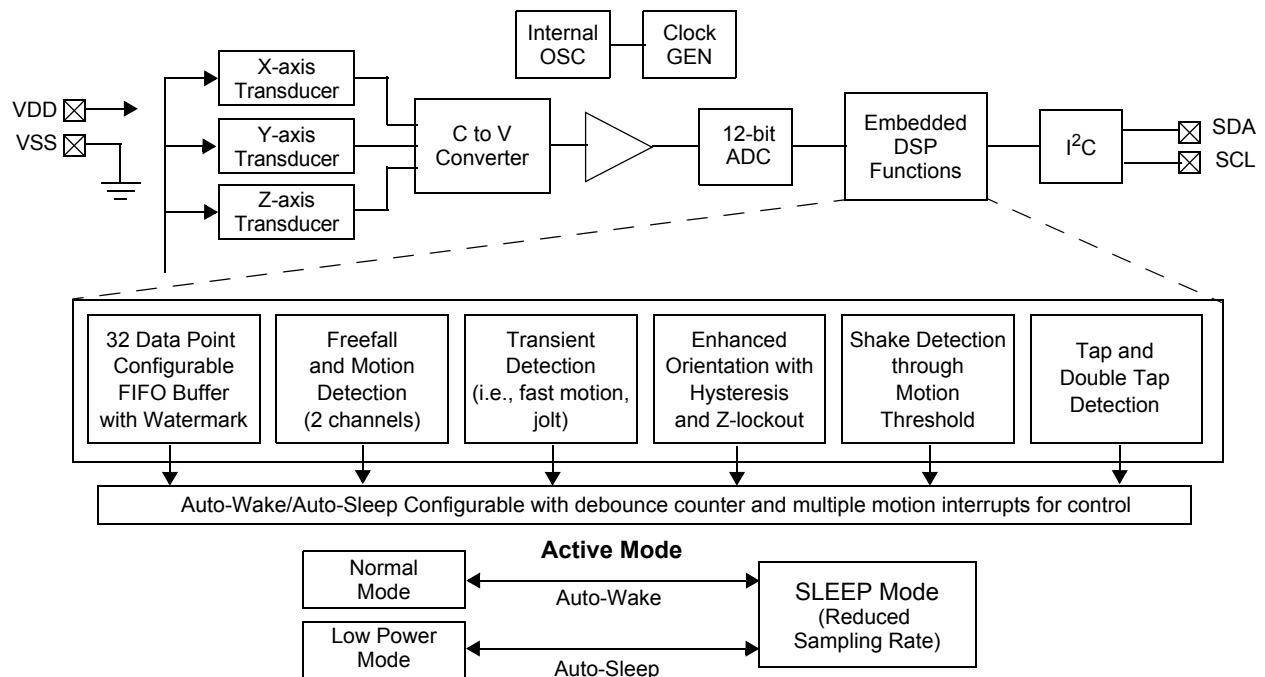 Internal
OSC
Clock
GEN
X-axis
Transducer
VDD
VSS
Y-axis
Transducer
Z-axis
Transducer
C to V
Converter
12-bit
ADC
Embedded
DSP
Functions
I²C
SDA
SCL
32 Data Point
Configurable
FIFO Buffer
with Watermark
Freefall
and Motion
Detection
(2 channels)
Transient
Detection
(i.e., fast motion,
jolt)
Enhanced
Orientation with
Hysteresis
and Z-lockout
Shake Detection
through
Motion
Threshold
Tap and
Double Tap
Detection
Auto-Wake/Auto-Sleep Configurable with debounce counter and multiple motion interrupts for control
Active Mode
Normal
Mode
Auto-Wake
Low Power
Mode
Auto-Sleep
SLEEP Mode
(Reduced
Sampling Rate)